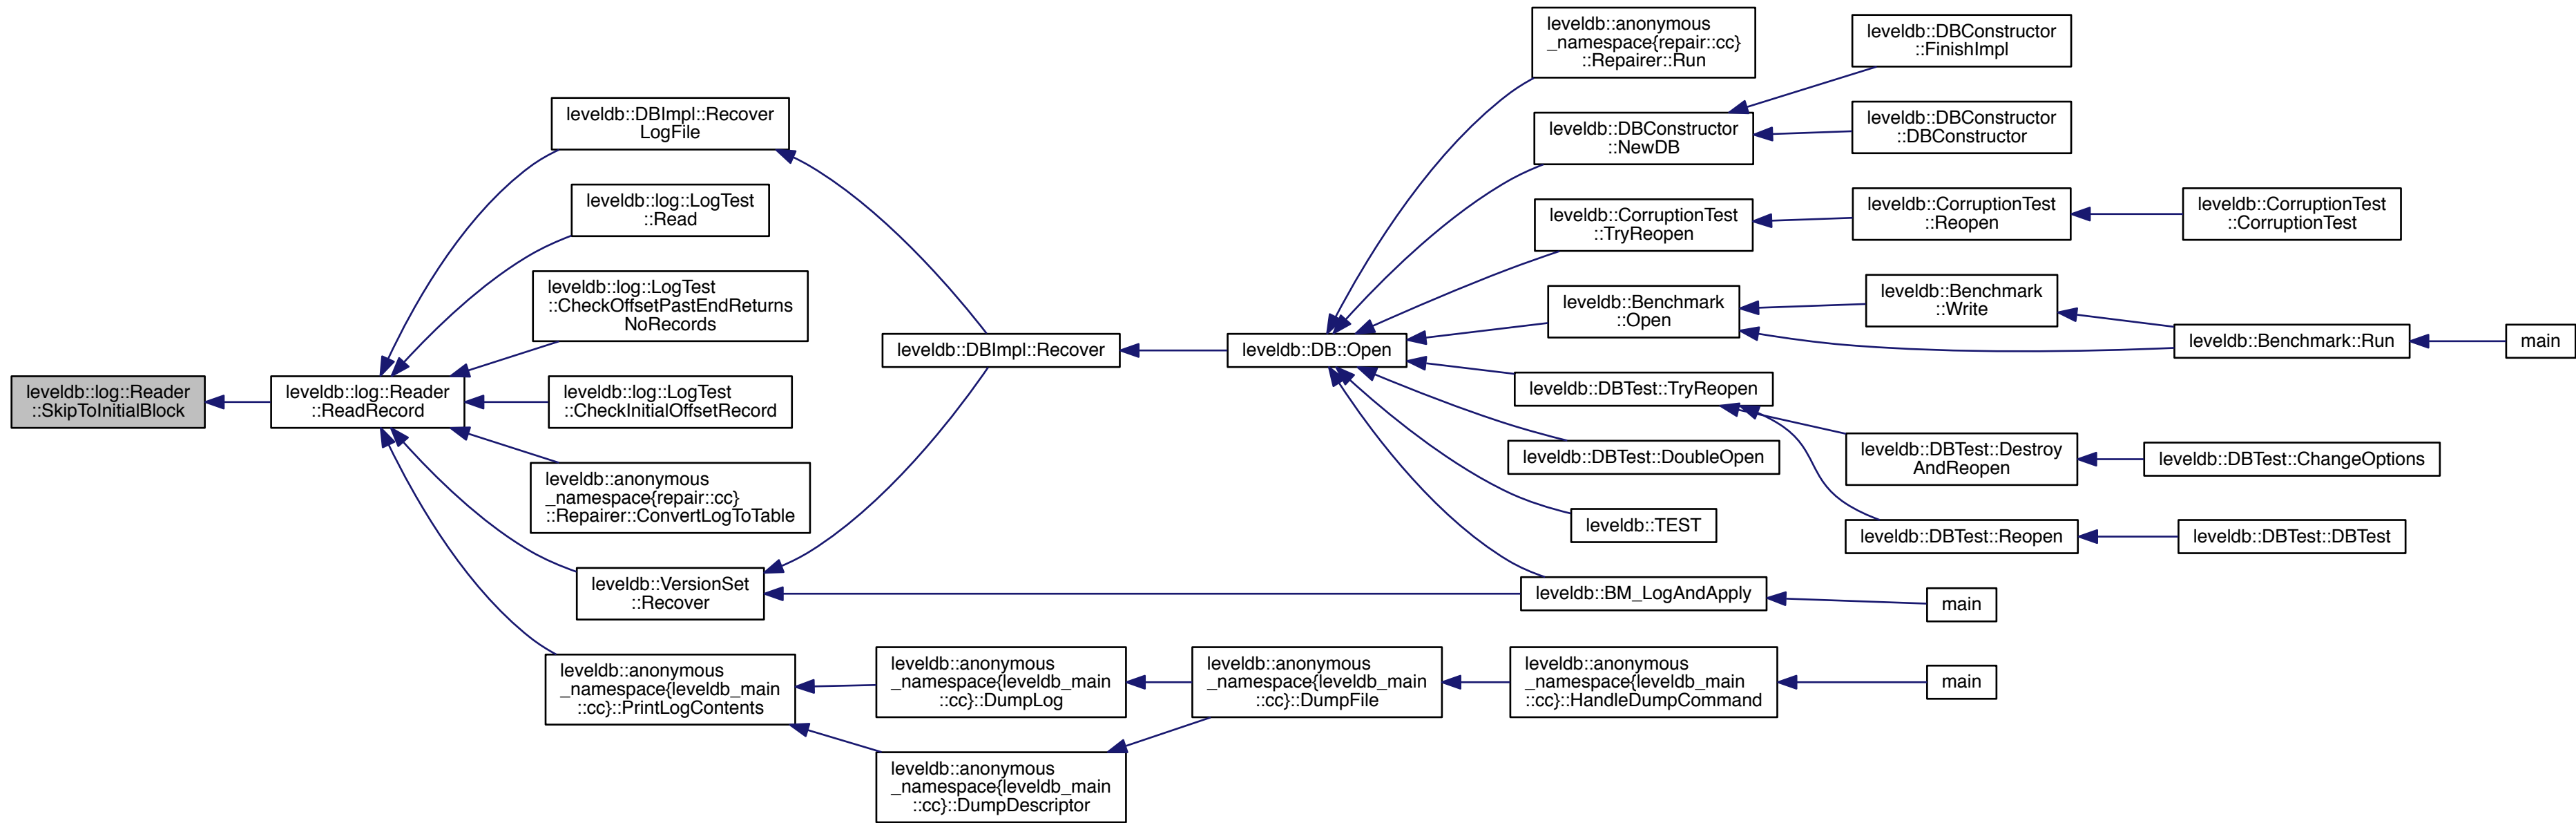 leveldb::log::Reader
::SkipToInitialBlock
leveldb::log::Reader
::ReadRecord
leveldb::DBImpl::Recover
LogFile
leveldb::log::LogTest
::Read
leveldb::log::LogTest
::CheckOffsetPastEndReturns
NoRecords
leveldb::log::LogTest
::CheckInitialOffsetRecord
leveldb::anonymous
_namespace{repair::cc}
::Repairer::ConvertLogToTable
leveldb::VersionSet
::Recover
leveldb::anonymous
_namespace{leveldb_main
::cc}::PrintLogContents
leveldb::DBImpl::Recover
leveldb::anonymous
_namespace{leveldb_main
::cc}::DumpLog
leveldb::anonymous
_namespace{leveldb_main
::cc}::DumpDescriptor
leveldb::DB::Open
leveldb::anonymous
_namespace{leveldb_main
::cc}::DumpFile
leveldb::anonymous
_namespace{repair::cc}
::Repairer::Run
leveldb::DBConstructor
::NewDB
leveldb::CorruptionTest
::TryReopen
leveldb::Benchmark
::Open
leveldb::DBTest::TryReopen
leveldb::DBTest::DoubleOpen
leveldb::TEST
leveldb::BM_LogAndApply
leveldb::anonymous
_namespace{leveldb_main
::cc}::HandleDumpCommand
leveldb::DBConstructor
::FinishImpl
leveldb::DBConstructor
::DBConstructor
leveldb::CorruptionTest
::Reopen
leveldb::Benchmark
::Write
leveldb::DBTest::Destroy
AndReopen
leveldb::DBTest::Reopen
main
main
leveldb::CorruptionTest
::CorruptionTest
leveldb::Benchmark::Run
leveldb::DBTest::ChangeOptions
leveldb::DBTest::DBTest
main